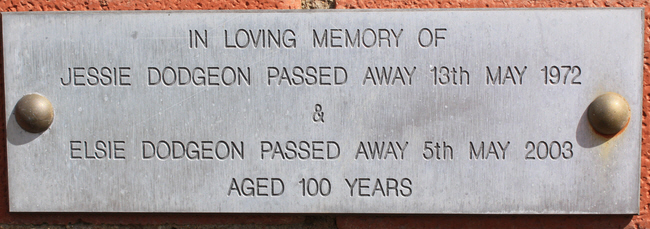 IN LOVING MEMORY OF
JESSIE DODGEON PASSED AWAY 13th MAY 1972
&
ELSIE DODGEON PASSED AWAY 5th MAY 2003
AGED 100 YEARS